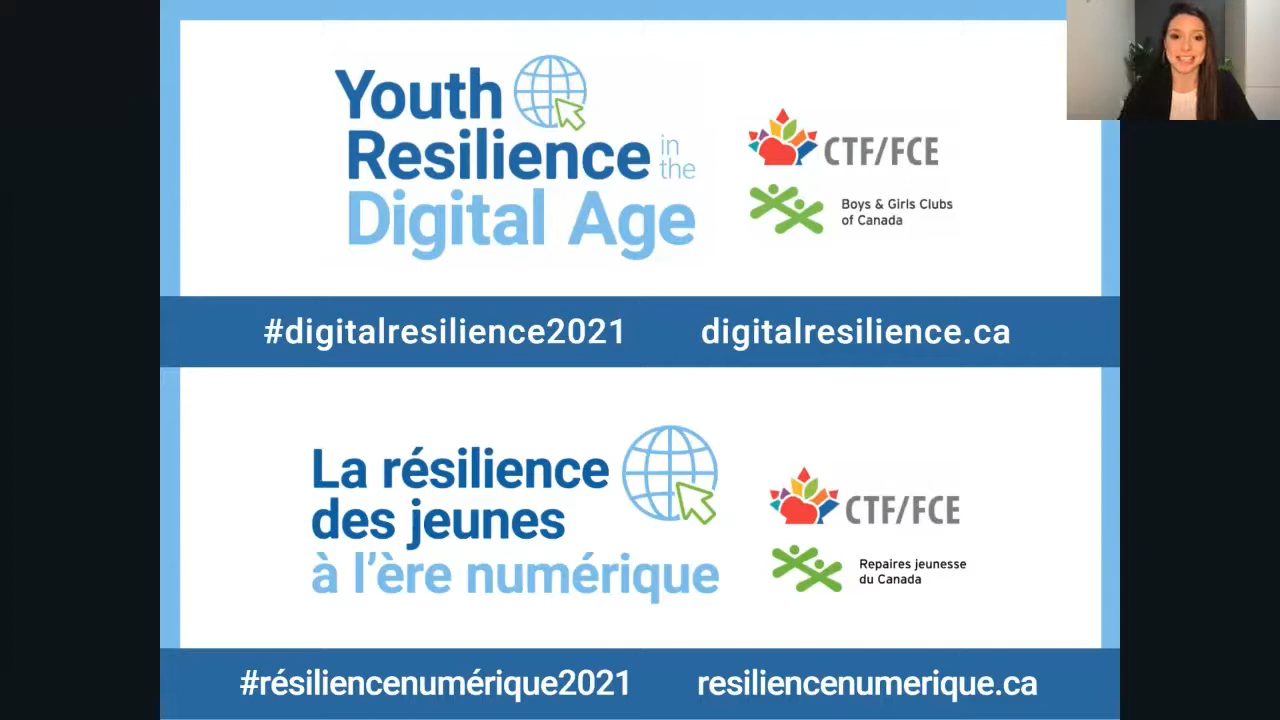 Youth
Resilience in the
Digital Age
CTF/FCE
Boys & Girls Clubs
of Canada
#digitalresilience2021 digitalresilience.ca
La résilience
des jeunes
à l'ère numérique
CTF/FCE
Repaires jeunesse
du Canada
#résiliencenumérique2021 resiliencenumerique.ca